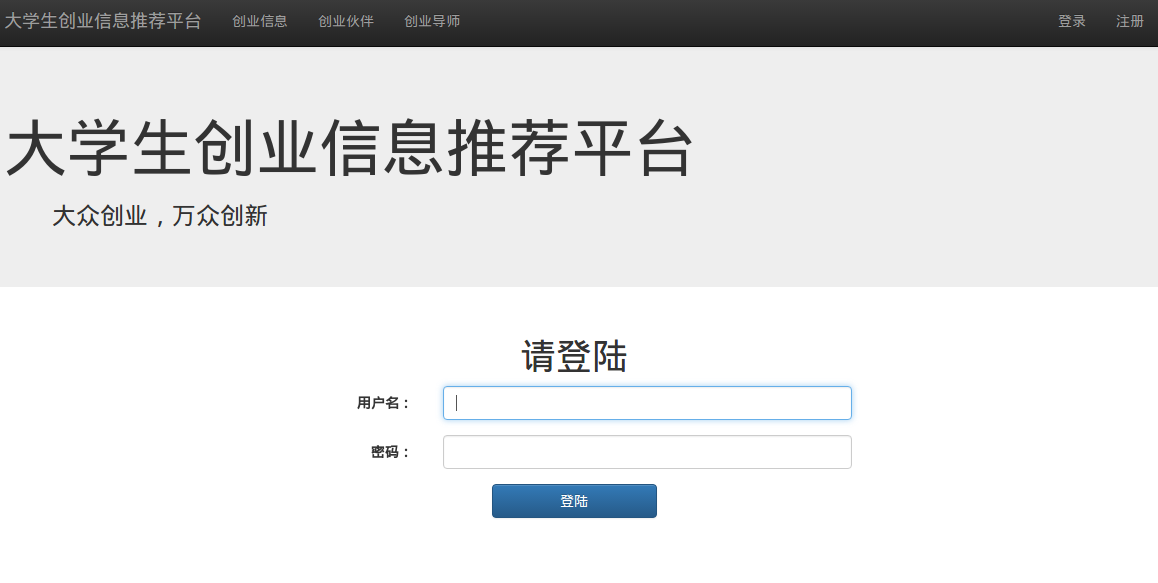 大学生创业信息推荐平台 创业信息 创业伙伴 创业导师 登录 注册
大学生创业信息推荐平台
大众创业，万众创新
请登陆
用户名：
密码：
登陆